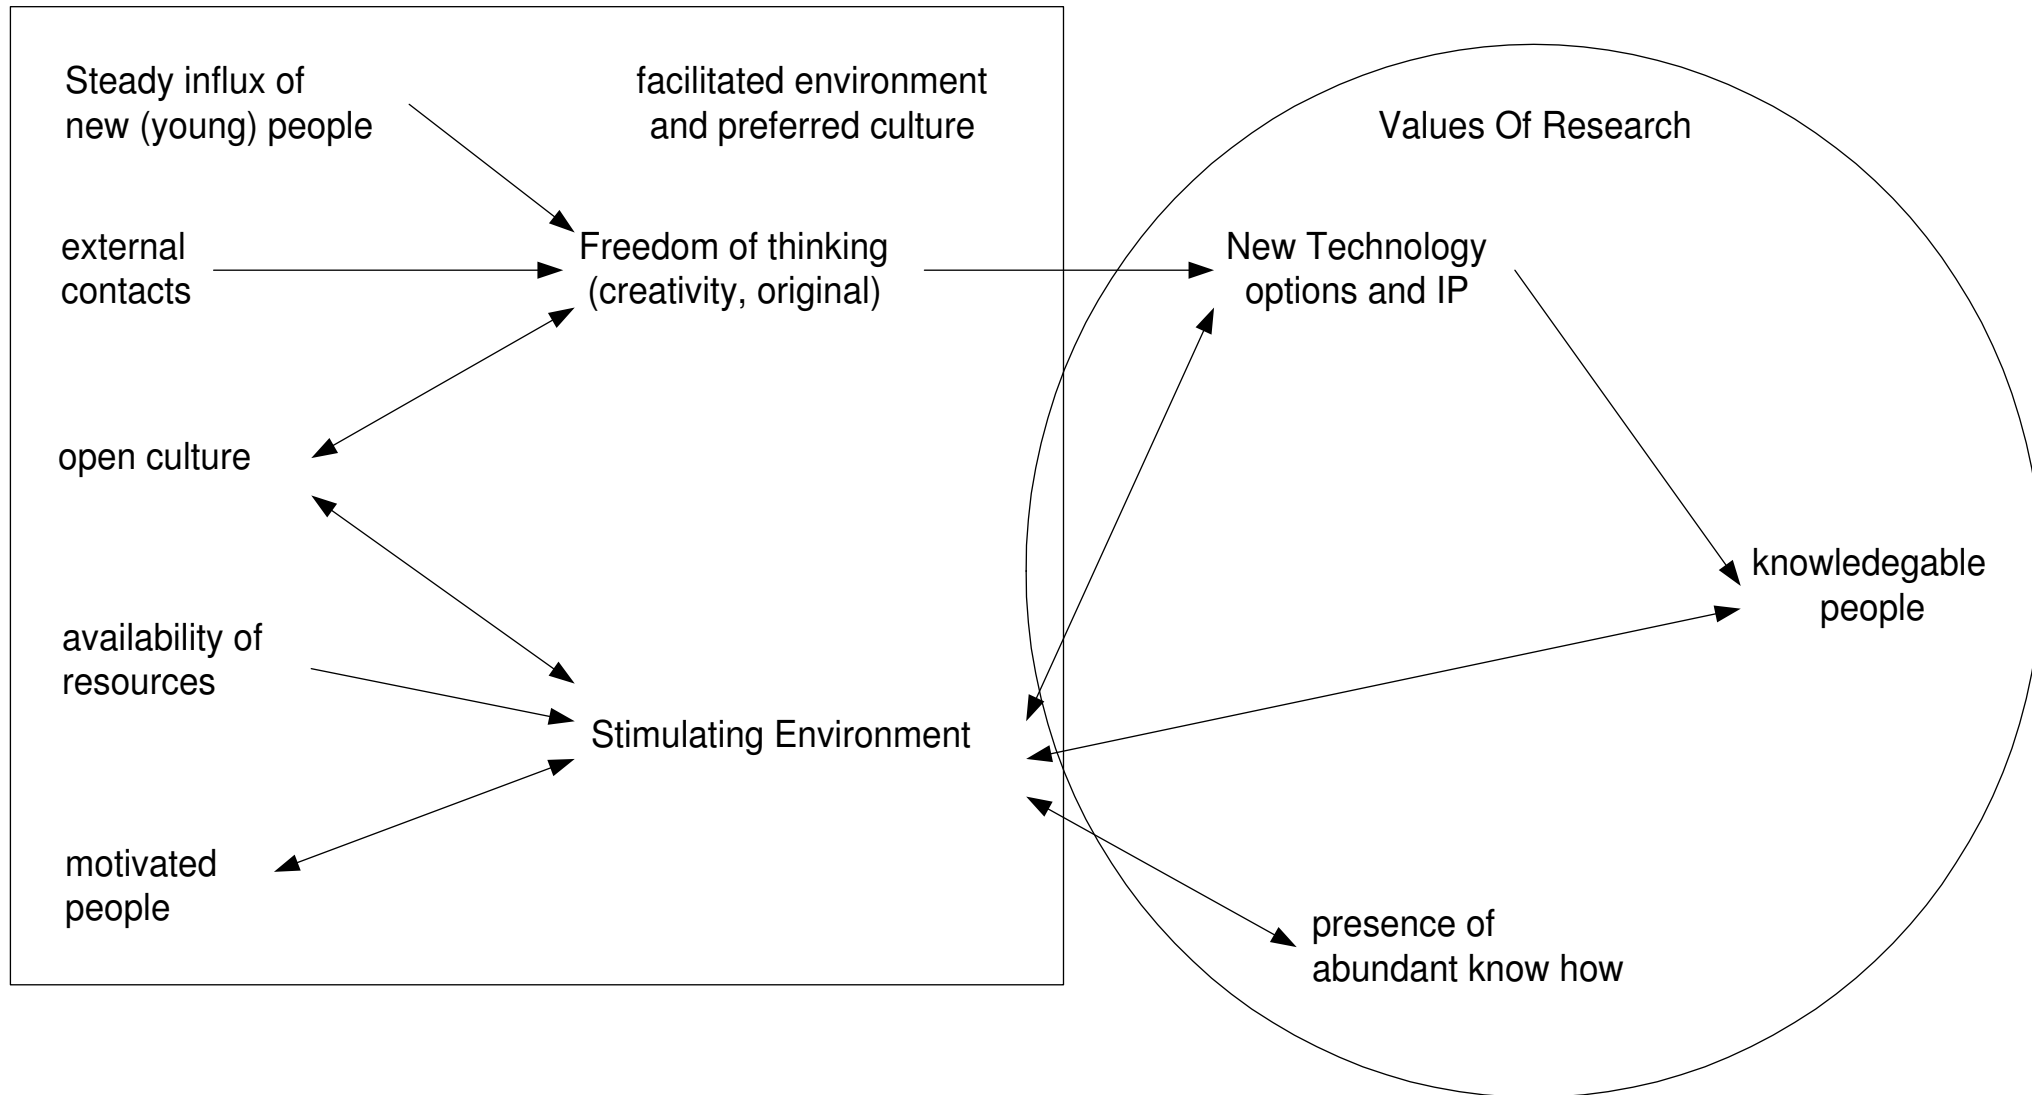 Steady influx of
new (young) people
facilitated environment
and preferred culture
Values Of Research
external
contacts
Freedom of thinking
(creativity, original)
New Technology
options and IP
open culture
knowledegable
people
availability of
resources
Stimulating Environment
motivated
people
presence of
abundant know how